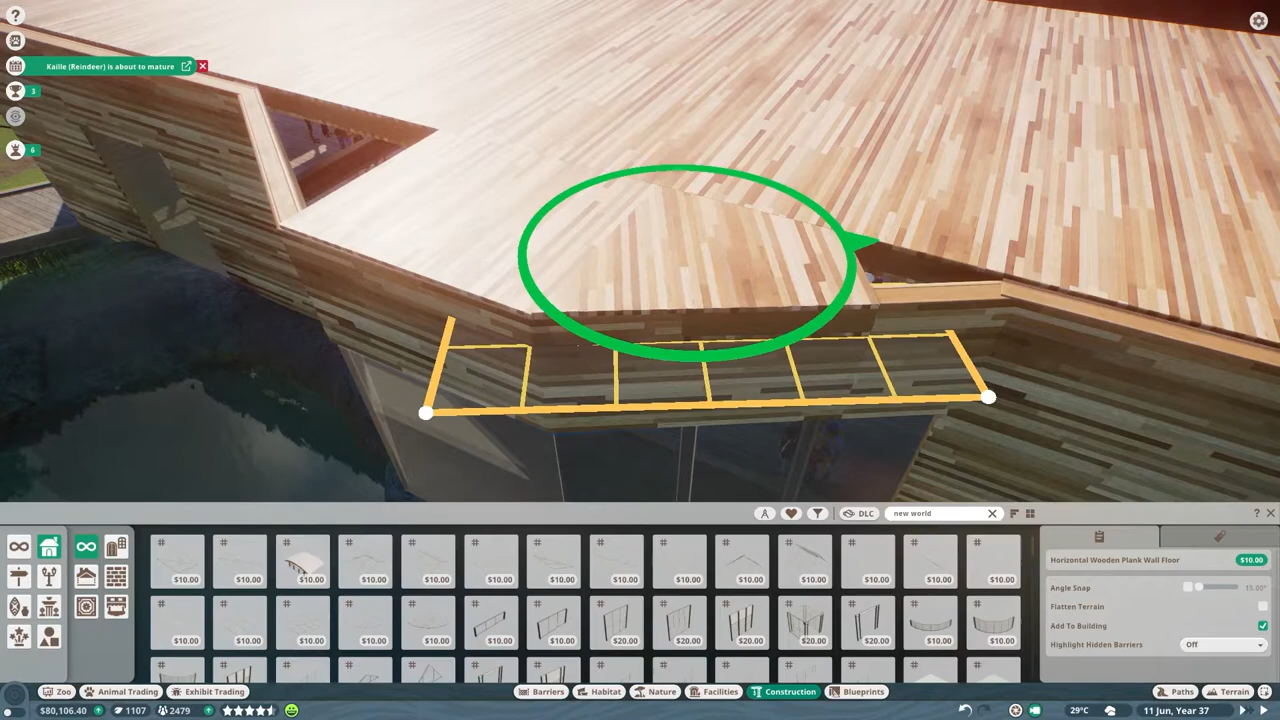 ?
Kaille (Reindeer) is about to mature
3
6
DLC
new world
?
$10.00 $10.00 $10.00 $10.00 $10.00 $10.00 $10.00 $10.00 $10.00 $10.00 $10.00 $10.00 $10.00 $10.00
$10.00 $10.00 $10.00 $10.00 $10.00 $10.00 $10.00 $20.00 $20.00 $20.00 $20.00 $20.00 $10.00 $10.00
Horizontal Wooden Plank Wall Floor $10.00
Angle Snap 15.00°
Flatten Terrain
Add To Building
Highlight Hidden Barriers Off
Zoo Animal Trading Exhibit Trading Barriers Habitat Nature Facilities Construction Blueprints Paths Terrain
$80,106.40 1107 2479 29°C 11 Jun, Year 37